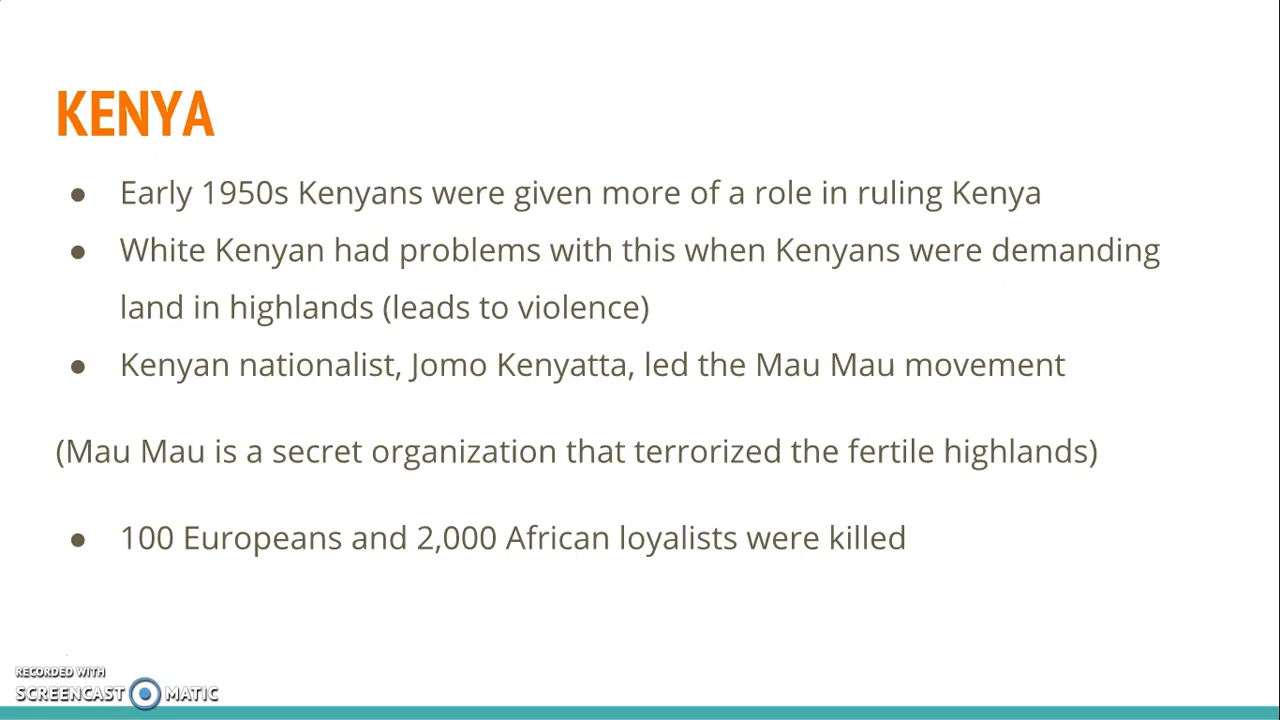 KENYA
● Early 1950s Kenyans were given more of a role in ruling Kenya
● White Kenyan had problems with this when Kenyans were demanding
land in highlands (leads to violence)
● Kenyan nationalist, Jomo Kenyatta, led the Mau Mau movement
(Mau Mau is a secret organization that terrorized the fertile highlands)
● 100 Europeans and 2,000 African loyalists were killed
RECORDED WITH
SCREENCAST MATIC